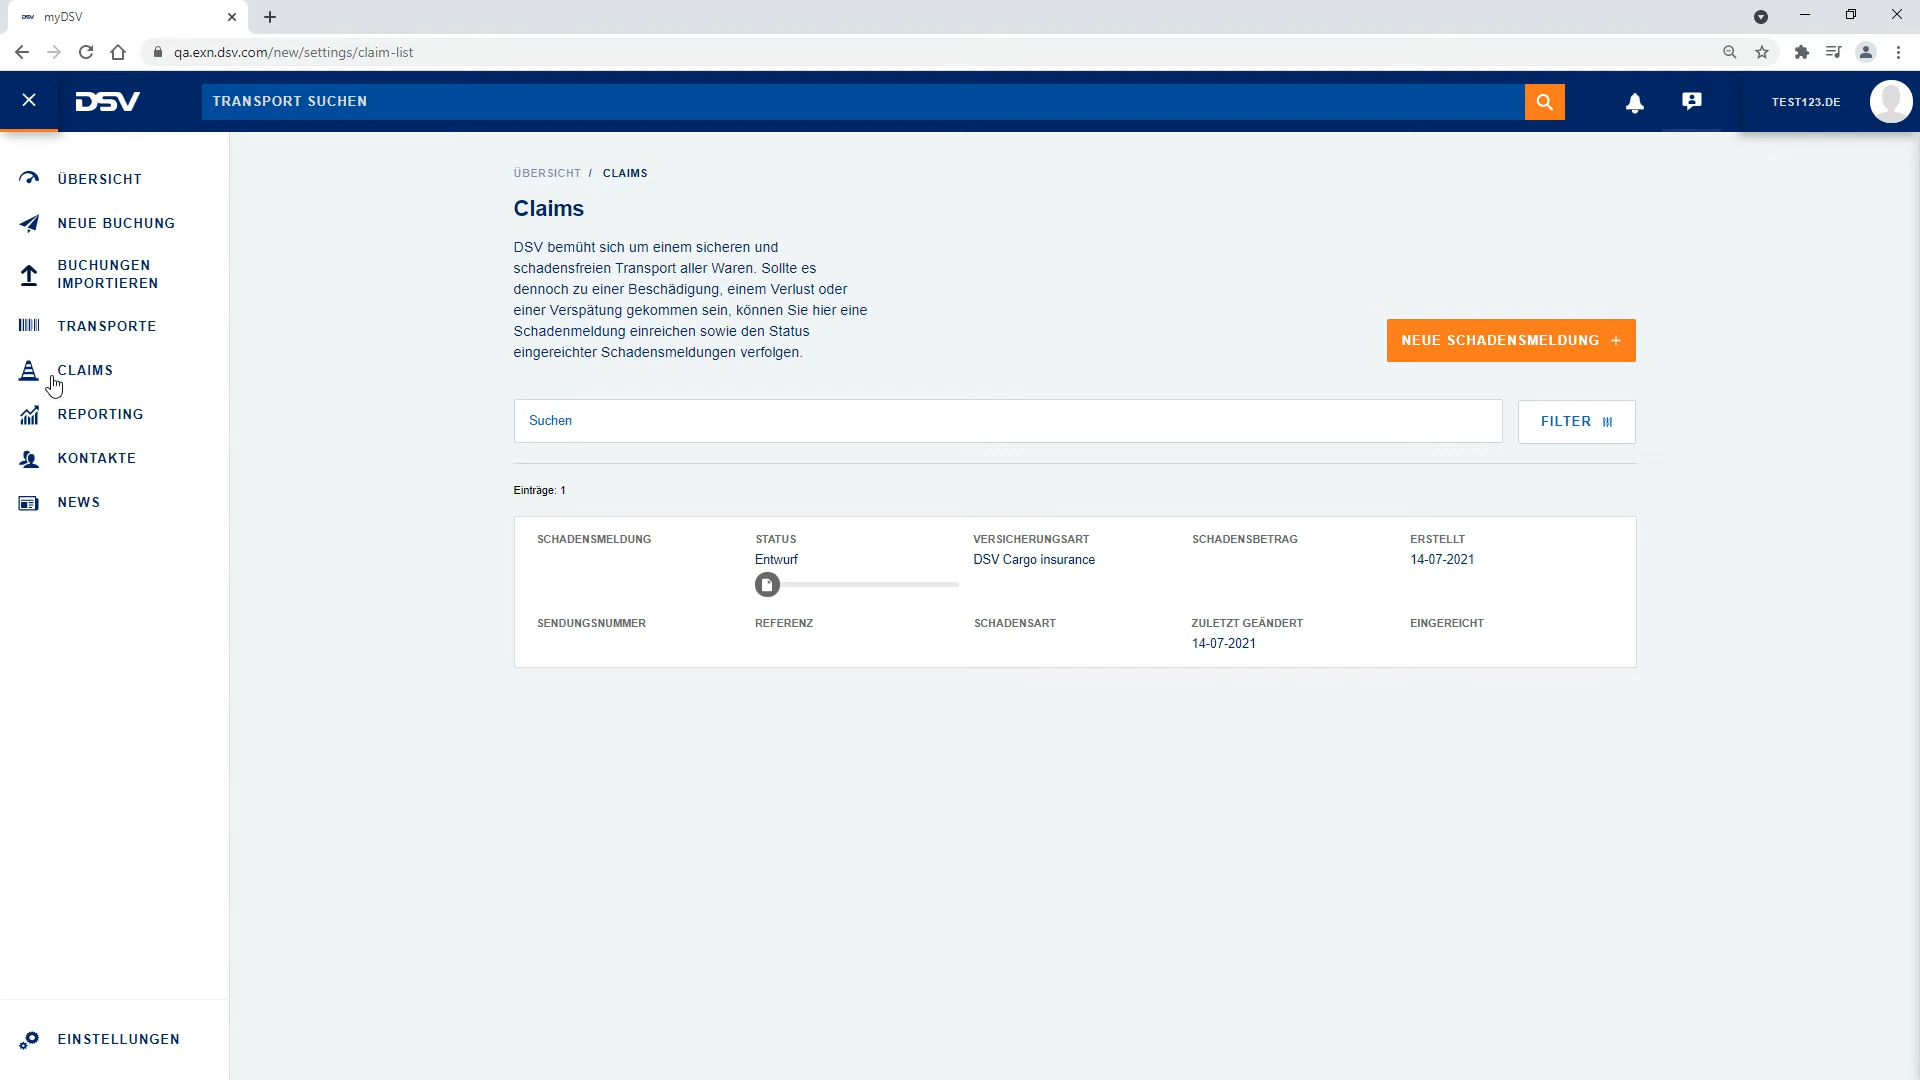 DSV myDSV
qa.exn.dsv.com/new/settings/claim-list
DSV
TRANSPORT SUCHEN
TEST123.DE
ÜBERSICHT
NEUE BUCHUNG
BUCHUNGEN
IMPORTIEREN
TRANSPORTE
CLAIMS
REPORTING
KONTAKTE
NEWS
EINSTELLUNGEN
ÜBERSICHT / CLAIMS
Claims
DSV bemüht sich um einem sicheren und
schadensfreien Transport aller Waren. Sollte es
dennoch zu einer Beschädigung, einem Verlust oder
einer Verspätung gekommen sein, können Sie hier eine
Schadenmeldung einreichen sowie den Status
eingereichter Schadensmeldungen verfolgen.
NEUE SCHADENSMELDUNG +
Suchen
FILTER
Einträge: 1
SCHADENSMELDUNG
STATUS
Entwurf
VERSICHERUNGSART
DSV Cargo insurance
SCHADENSBETRAG
ERSTELLT
14-07-2021
SENDUNGSNUMMER
REFERENZ
SCHADENSART
ZULETZT GEÄNDERT
14-07-2021
EINGEREICHT